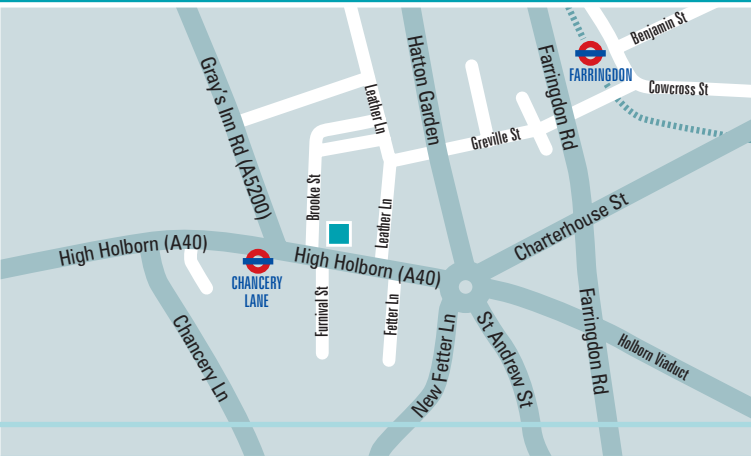 Benjamin St
FARRINGDON
Cowcross St
Gray's Inn Rd (A5200)
Leather Ln
Hatton Garden
Farringdon Rd
Greville St
Brooke St
Leather Ln
Charterhouse St
High Holborn (A40)
High Holborn (A40)
CHANCERY
LANE
Furnival St
Fetter Ln
New Fetter Ln
St Andrew St
Farringdon Rd
Holborn Viaduct
Chancery Ln